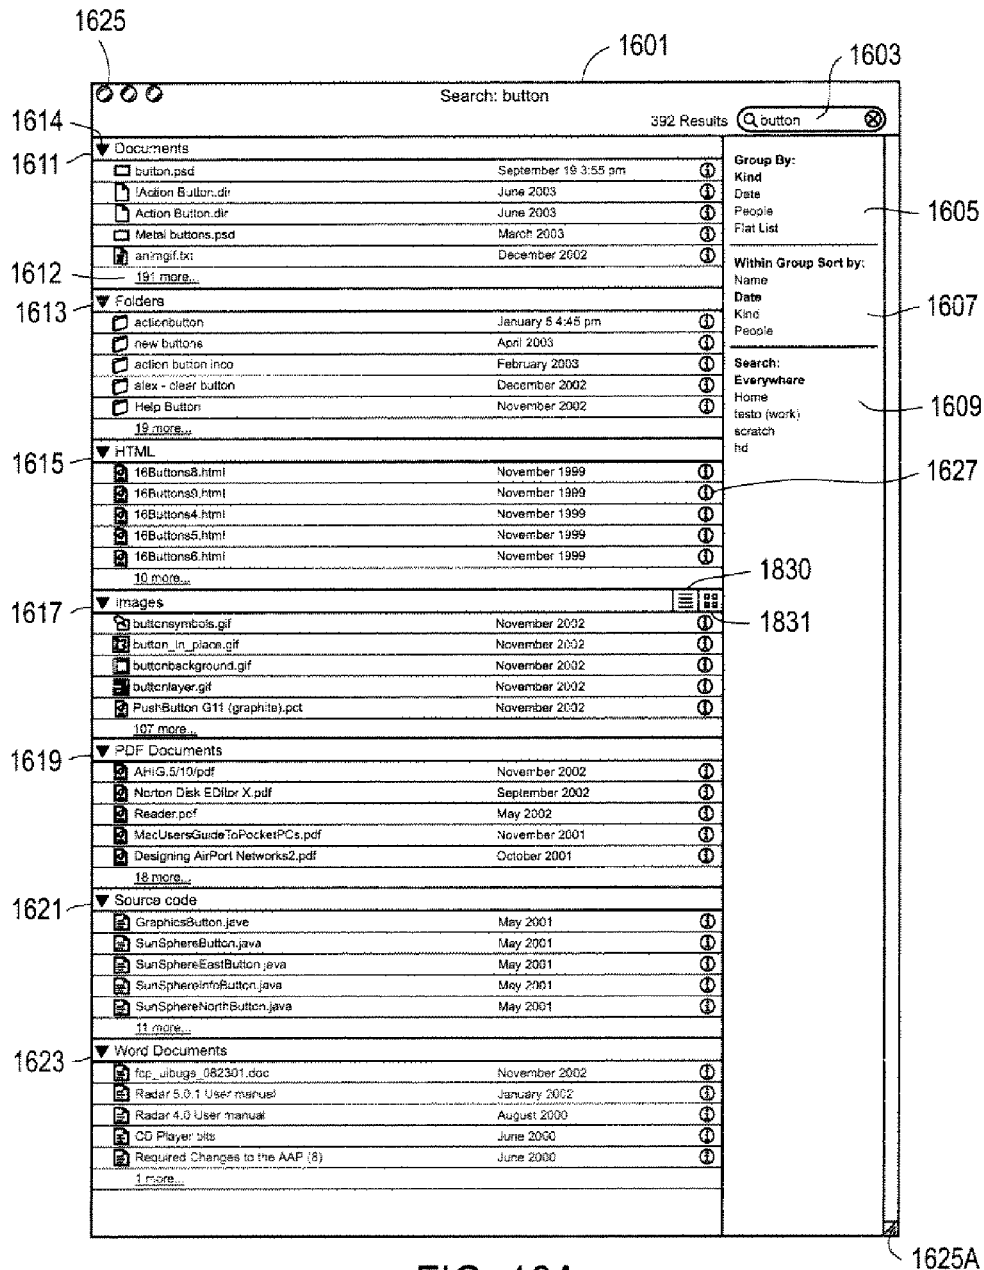 1625
1601
1603
Search: button
392 Results
button
1614
1611
Documents
button.psd September 19 3:55 pm
!Action Button.dir June 2003
Action Button.dir June 2003
Metal buttons.psd March 2003
animgif.txt December 2002
1612
191 more...
Group By:
Kind
Date
People
Flat List
1605
Within Group Sort by:
Name
Date
Kind
People
1607
Search:
Everywhere
Home
testo (work)
scratch
hd
1609
1613
Folders
actionbutton January 5 4:45 pm
new buttons April 2003
action button inco February 2003
alex - clear button December 2002
Help Button November 2002
19 more...
1615
HTML
16Buttons8.html November 1999
16Buttons9.html November 1999
1627
16Buttons4.html November 1999
16Buttons5.html November 1999
16Buttons6.html November 1999
10 more...
1830
1617
Images
1831
buttonsymbols.gif November 2002
button_in_place.gif November 2002
buttonbackground.gif November 2002
buttonlayer.gif November 2002
PushButton G11 (graphite).pct November 2002
107 more...
1619
PDF Documents
AHIG.5/10/pdf November 2002
Norton Disk EDitor X.pdf September 2002
Reader.pdf May 2002
MacUsersGuideToPocketPCs.pdf November 2001
Designing AirPort Networks2.pdf October 2001
18 more...
1621
Source code
GraphicsButton.jeve May 2001
SunSphereButton.java May 2001
SunSphereEastButton.java May 2001
SunSphereInfoButton.java May 2001
SunSphereNorthButton.java May 2001
11 more...
1623
Word Documents
fcp_uibugs_082301.doc November 2002
Radar 5.0.1 User manual January 2002
Radar 4.0 User manual August 2000
CD Player bits June 2000
Required Changes to the AAP (8) June 2000
1 more...
1625A